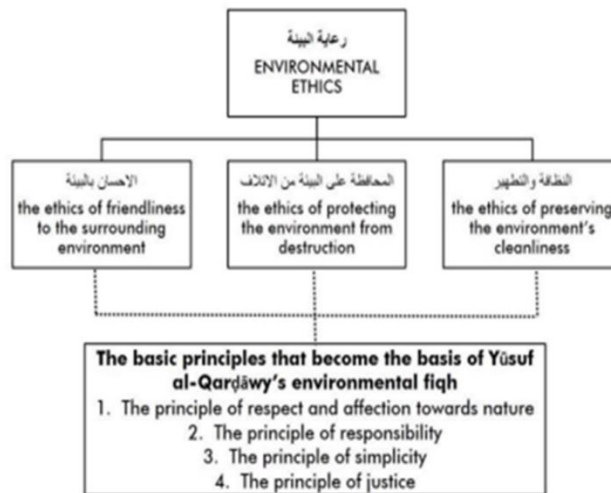 رعاية البيئة
ENVIRONMENTAL
ETHICS
الاحسان بالبيئة
the ethics of friendliness
to the surrounding
environment
المحافظة على البيئة من الاتلاف
the ethics of protecting
the environment from
destruction
النظافة والتطهير
the ethics of preserving
the environment's
cleanliness
The basic principles that become the basis of Yūsuf
al-Qarḍāwy's environmental fiqh
1. The principle of respect and affection towards nature
2. The principle of responsibility
3. The principle of simplicity
4. The principle of justice